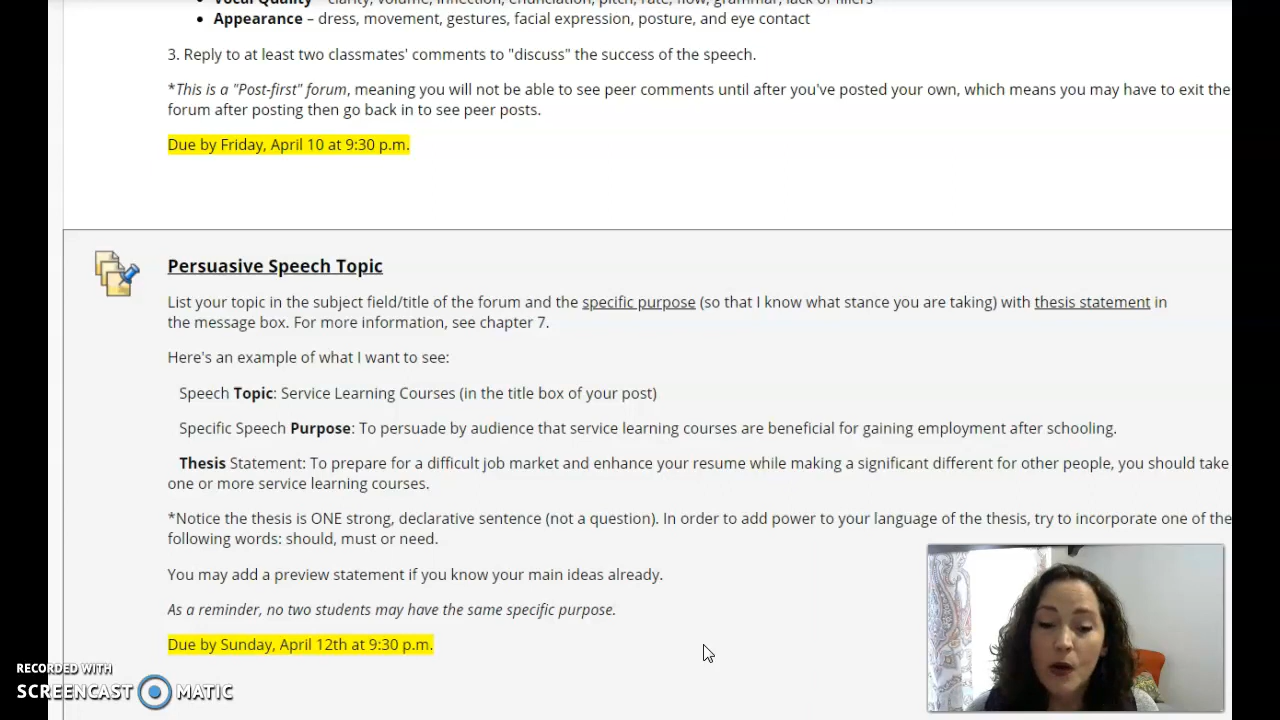 Vocal Quality – clarity, volume, inflection, enunciation, pitch, rate, flow, grammar, lack of fillers
• Appearance – dress, movement, gestures, facial expression, posture, and eye contact
3. Reply to at least two classmates' comments to "discuss" the success of the speech.
*This is a "Post-first" forum, meaning you will not be able to see peer comments until after you've posted your own, which means you may have to exit the
forum after posting then go back in to see peer posts.
Due by Friday, April 10 at 9:30 p.m.
Persuasive Speech Topic
List your topic in the subject field/title of the forum and the specific purpose (so that I know what stance you are taking) with thesis statement in
the message box. For more information, see chapter 7.
Here's an example of what I want to see:
Speech Topic: Service Learning Courses (in the title box of your post)
Specific Speech Purpose: To persuade by audience that service learning courses are beneficial for gaining employment after schooling.
Thesis Statement: To prepare for a difficult job market and enhance your resume while making a significant different for other people, you should take
one or more service learning courses.
*Notice the thesis is ONE strong, declarative sentence (not a question). In order to add power to your language of the thesis, try to incorporate one of the
following words: should, must or need.
You may add a preview statement if you know your main ideas already.
As a reminder, no two students may have the same specific purpose.
Due by Sunday, April 12th at 9:30 p.m.
RECORDED WITH
SCREENCAST MATIC